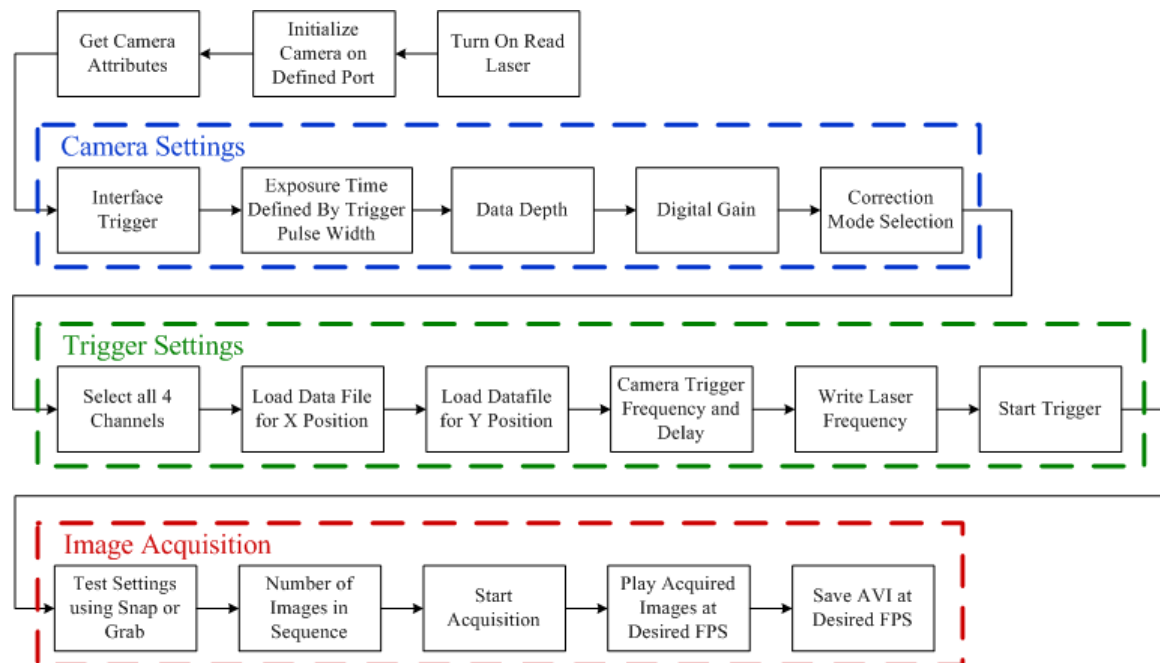 Get Camera
Attributes
Initialize
Camera on
Defined Port
Turn On Read
Laser
Camera Settings
Interface
Trigger
Exposure Time
Defined By Trigger
Pulse Width
Data Depth
Digital Gain
Correction
Mode Selection
Trigger Settings
Select all 4
Channels
Load Data File
for X Position
Load Datafile
for Y Position
Camera Trigger
Frequency and
Delay
Write Laser
Frequency
Start Trigger
Image Acquisition
Test Settings
using Snap or
Grab
Number of
Images in
Sequence
Start
Acquisition
Play Acquired
Images at
Desired FPS
Save AVI at
Desired FPS